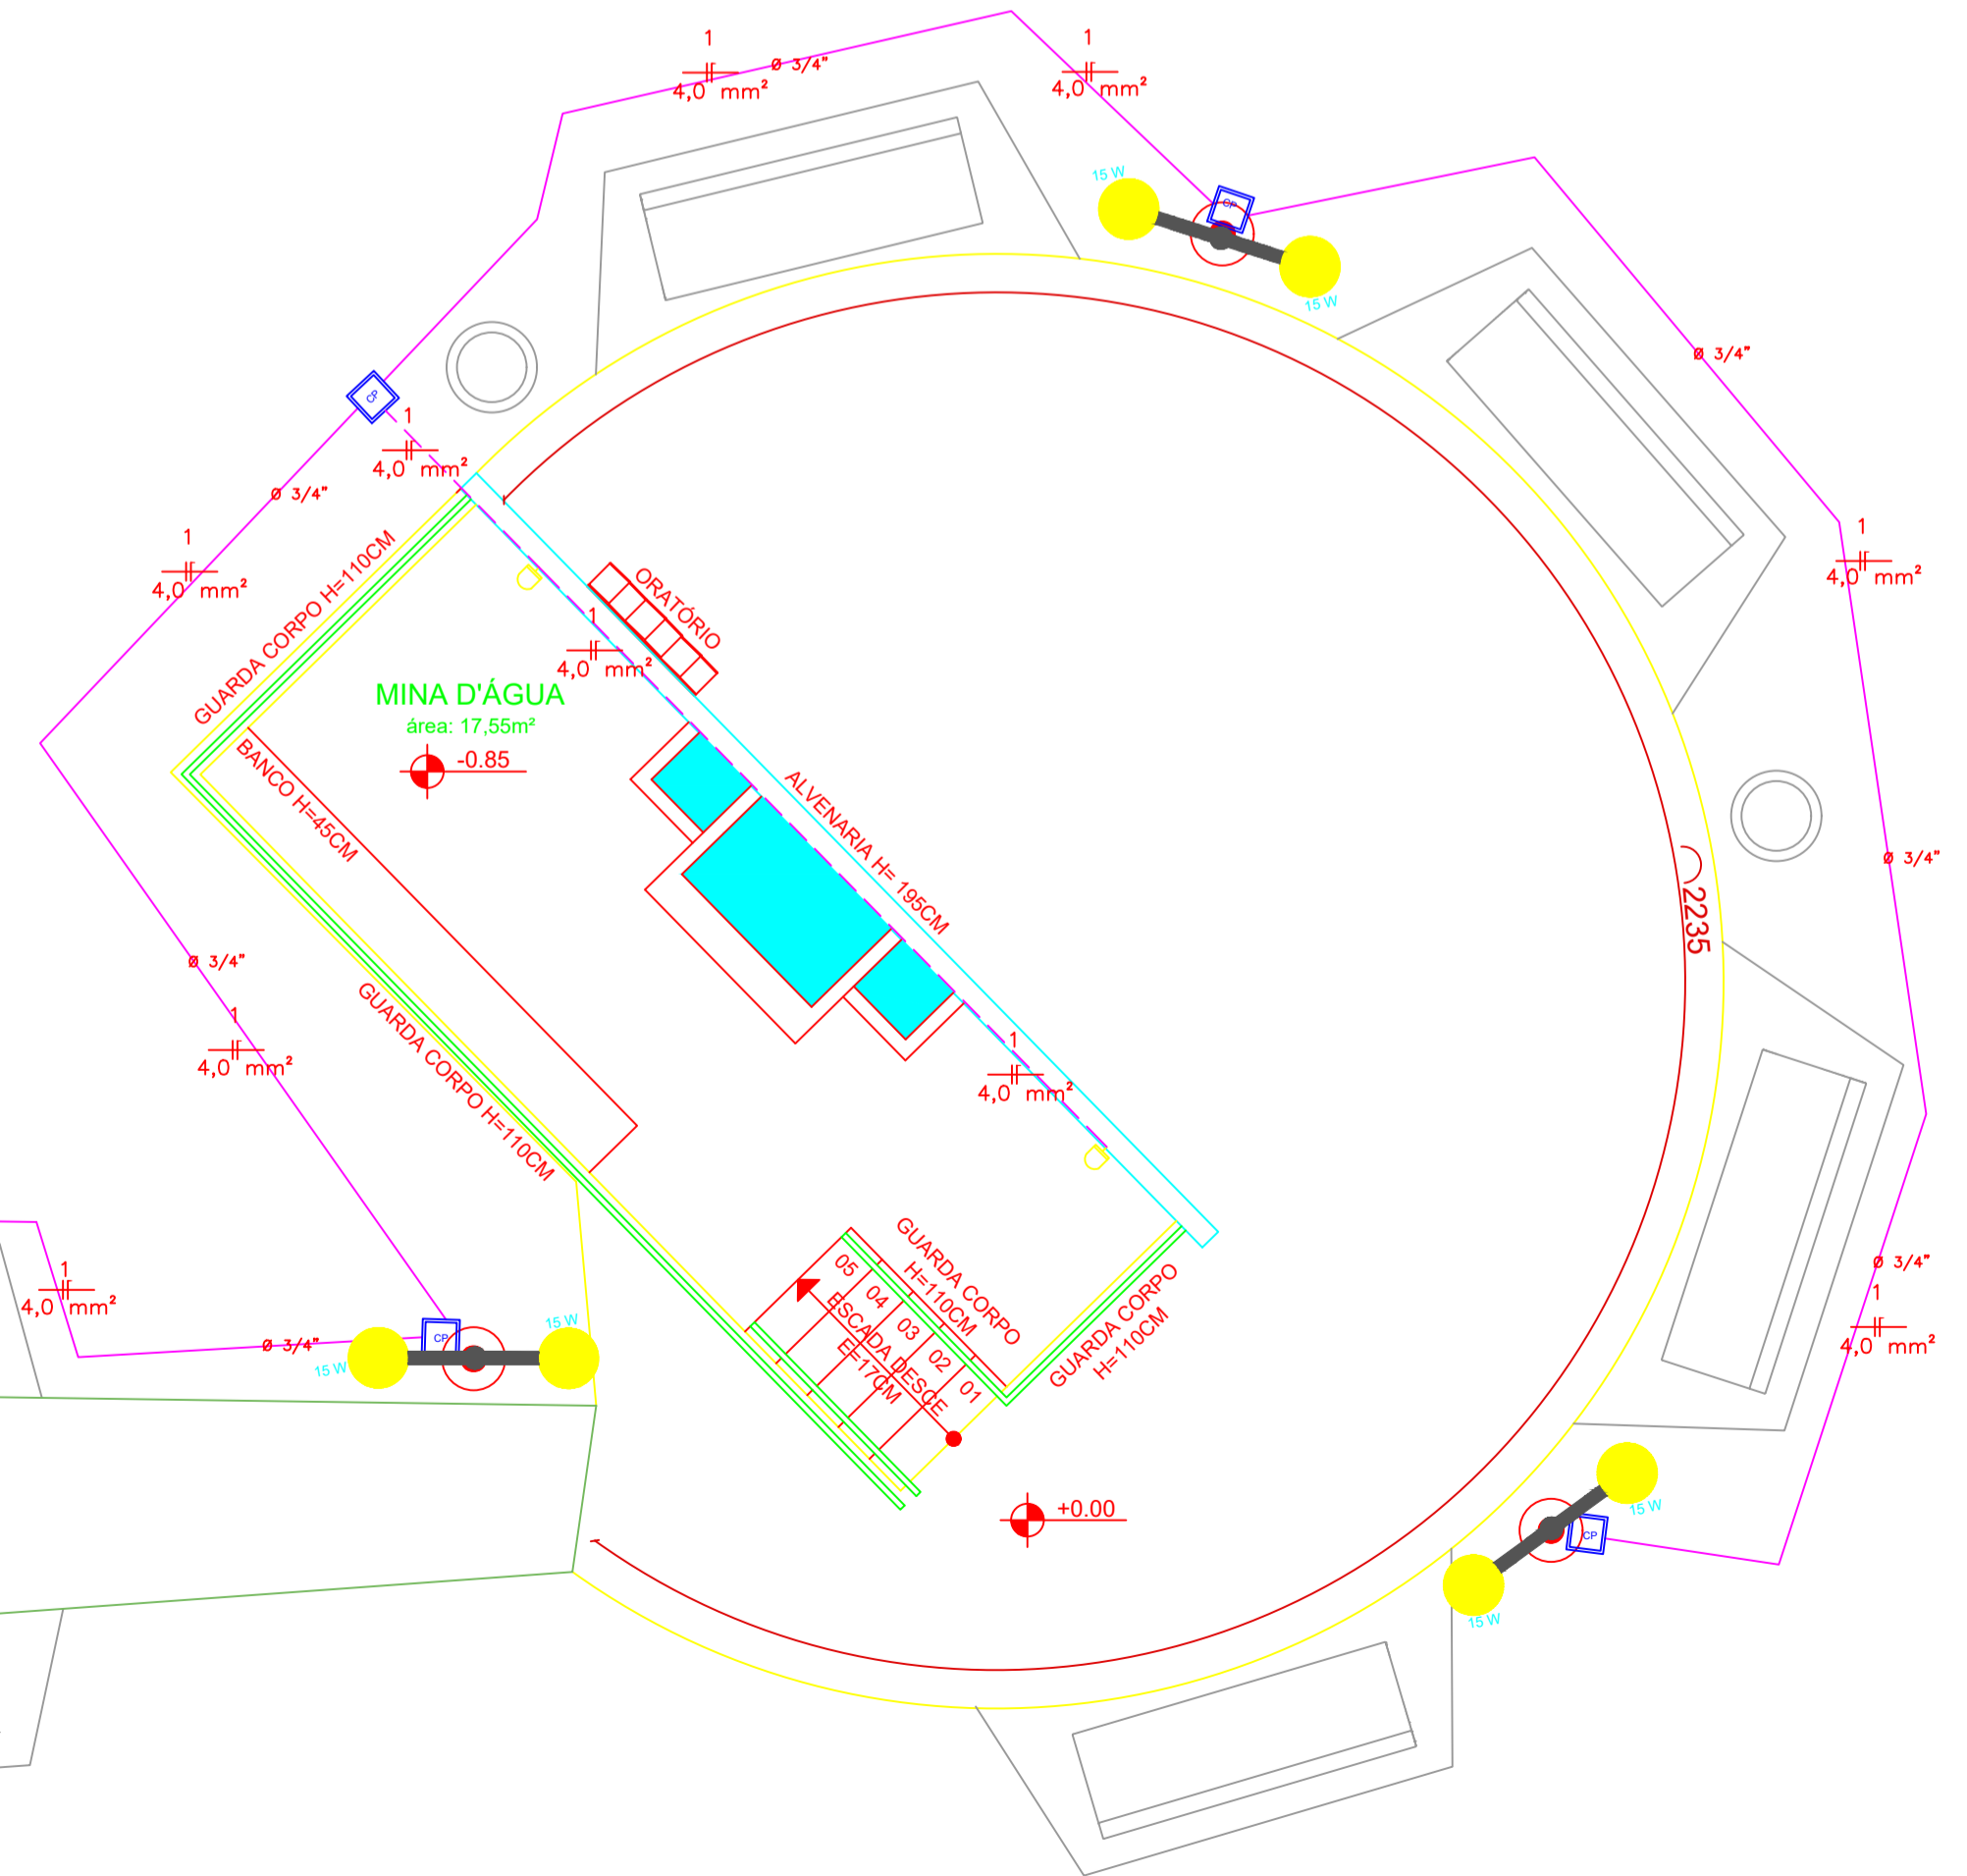 1
Ø 3/4"
4,0 mm²
1
4,0 mm²
15 W
CP
15 W
Ø 3/4"
CP
1
4,0 mm²
Ø 3/4"
1
4,0 mm²
1
4,0 mm²
GUARDA CORPO H=110CM
ORATÓRIO
1
4,0 mm²
MINA D'ÁGUA
área: 17,55m²
-0.85
BANCO H=45CM
ALVENARIA H= 195CM
2235
Ø 3/4"
Ø 3/4"
1
4,0 mm²
GUARDA CORPO H=110CM
1
4,0 mm²
GUARDA CORPO
H=110CM
GUARDA CORPO
H=110CM
05
04
03
02
01
ESCADA DESCE
E=17CM
1
4,0 mm²
Ø 3/4"
CP
15 W
15 W
Ø 3/4"
1
4,0 mm²
+0.00
15 W
CP
15 W